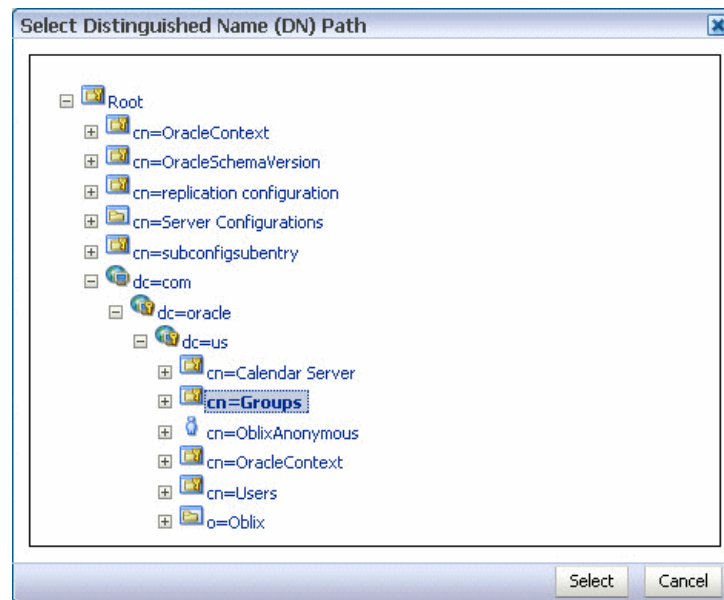 Select Distinguished Name (DN) Path
Root
cn=OracleContext
cn=OracleSchemaVersion
cn=replication configuration
cn=Server Configurations
cn=subconfigsubentry
dc=com
dc=oracle
dc=us
cn=Calendar Server
cn=Groups
cn=OblixAnonymous
cn=OracleContext
cn=Users
o=Oblix
Select Cancel